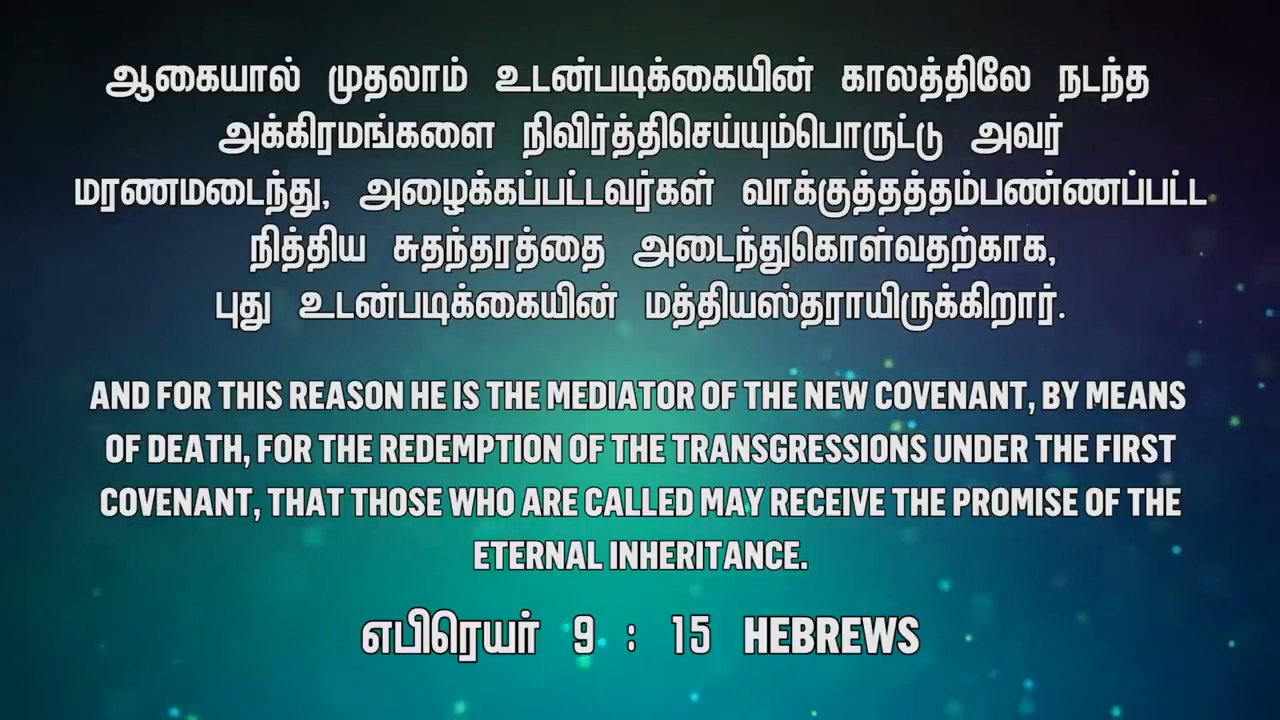 ஆகையால் முதலாம் உடன்படிக்கையின் காலத்திலே நடந்த
அக்கிரமங்களை நிவிர்த்திசெய்யும்பொருட்டு அவர்
மரணமடைந்து, அழைக்கப்பட்டவர்கள் வாக்குத்தத்தம்பண்ணப்பட்ட
நித்திய சுதந்தரத்தை அடைந்துகொள்வதற்காக,
புது உடன்படிக்கையின் மத்தியஸ்தராயிருக்கிறார்.
AND FOR THIS REASON HE IS THE MEDIATOR OF THE NEW COVENANT, BY MEANS
OF DEATH, FOR THE REDEMPTION OF THE TRANSGRESSIONS UNDER THE FIRST
COVENANT, THAT THOSE WHO ARE CALLED MAY RECEIVE THE PROMISE OF THE
ETERNAL INHERITANCE.
எபிரெயர் 9 : 15 HEBREWS